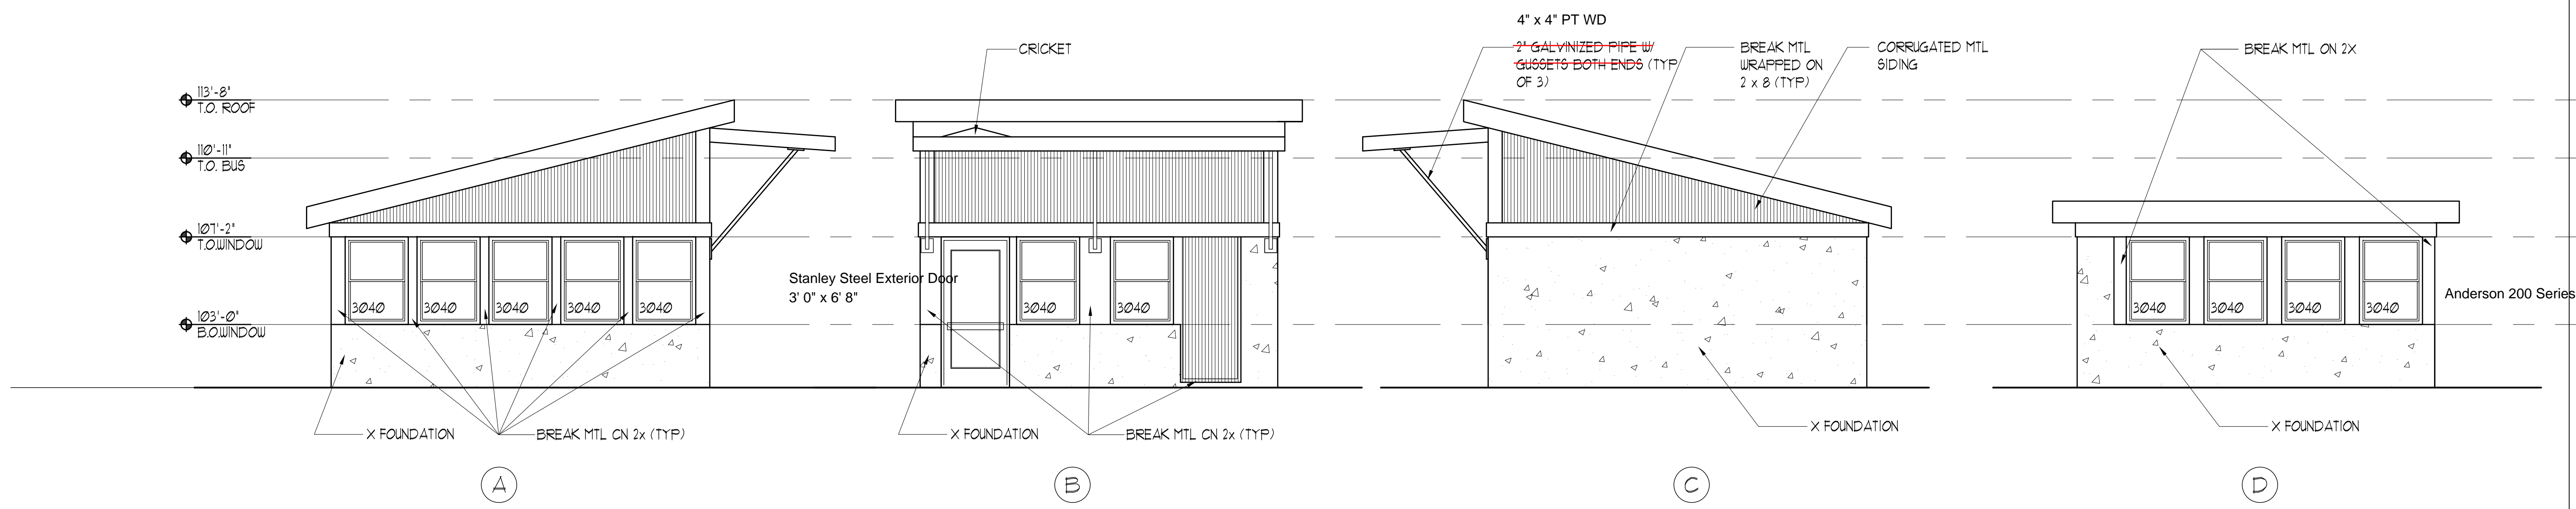 4" x 4" PT WD
2" GALVINIZED PIPE W/
GUSSETS BOTH ENDS (TYP
OF 3)
BREAK MTL
WRAPPED ON
2 x 8 (TYP)
CORRUGATED MTL
SIDING
CRICKET
BREAK MTL ON 2X
113'-8"
T.O. ROOF
110'-11"
T.O. BUS
107'-2"
T.O.WINDOW
103'-0"
B.O.WINDOW
Stanley Steel Exterior Door
3' 0" x 6' 8"
Anderson 200 Series
3040
3040
3040
3040
3040
3040
3040
3040
3040
3040
3040
X FOUNDATION
BREAK MTL CN 2x (TYP)
X FOUNDATION
BREAK MTL CN 2x (TYP)
X FOUNDATION
X FOUNDATION
A
B
C
D